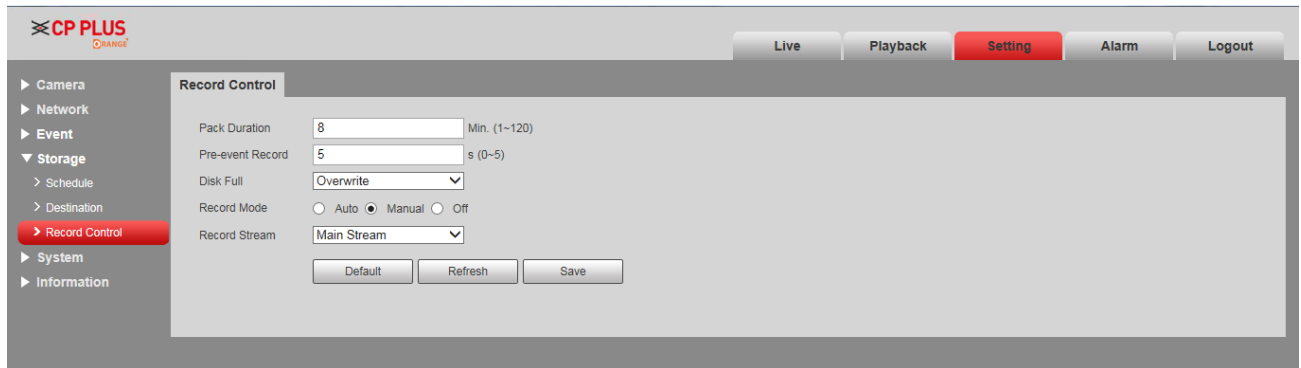 CP PLUS
ORANGE
Live Playback Setting Alarm Logout
Camera
Network
Event
Storage
Schedule
Destination
Record Control
System
Information
Record Control
Pack Duration 8 Min. (1~120)
Pre-event Record 5 s (0~5)
Disk Full Overwrite
Record Mode Auto Manual Off
Record Stream Main Stream
Default Refresh Save